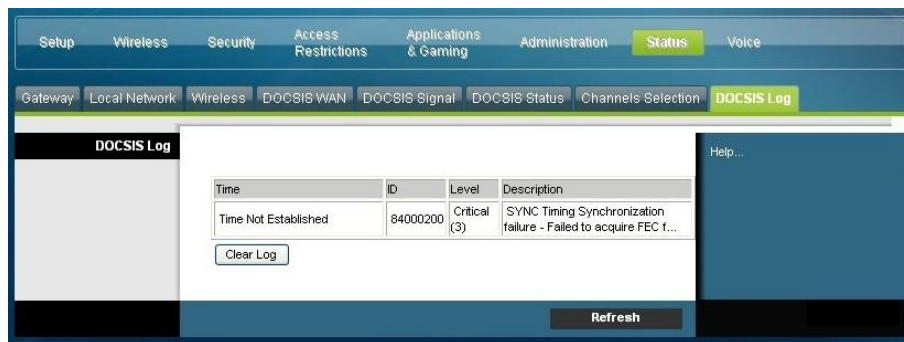 Setup Wireless Security Access Restrictions Applications & Gaming Administration Status Voice
Gateway Local Network Wireless DOCSIS WAN DOCSIS Signal DOCSIS Status Channels Selection DOCSIS Log
DOCSIS Log
Help...
Time ID Level Description
Time Not Established 84000200 Critical (3) SYNC Timing Synchronization failure - Failed to acquire FEC f...
Clear Log
Refresh